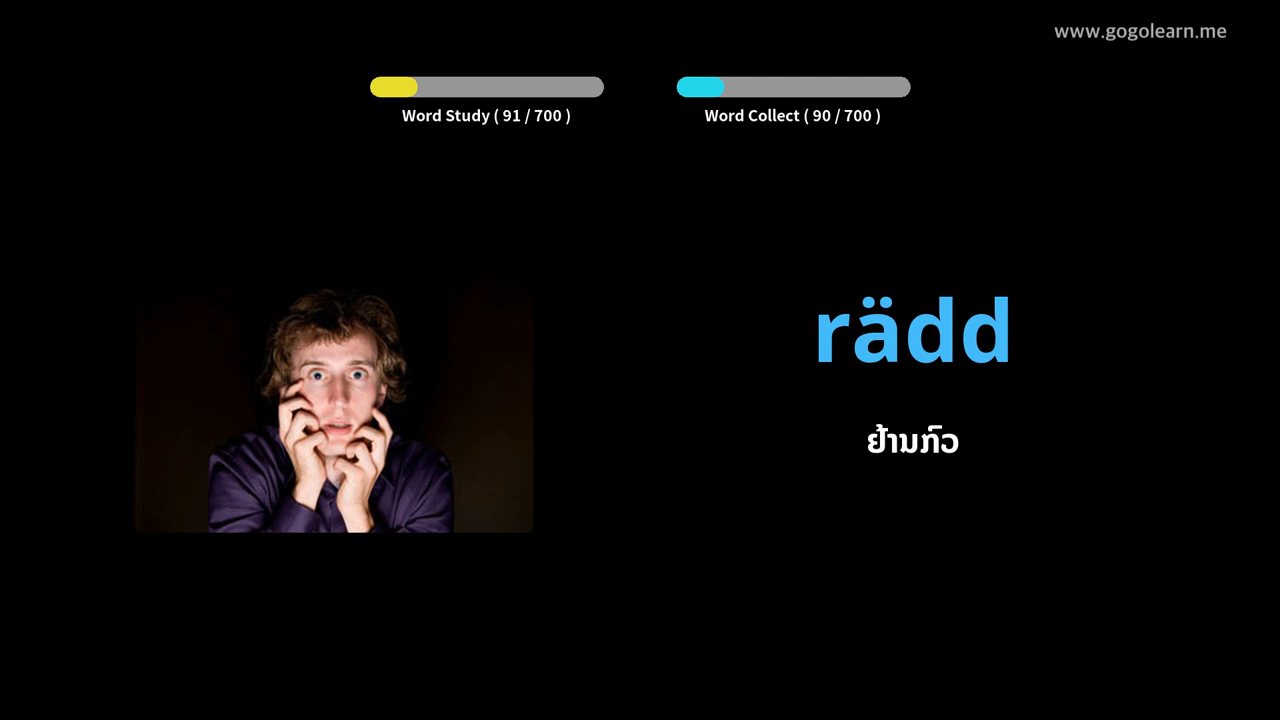 www.gogolearn.me
Word Study ( 91 / 700 )
Word Collect ( 90 / 700 )
rädd
ຢ້ານກົວ